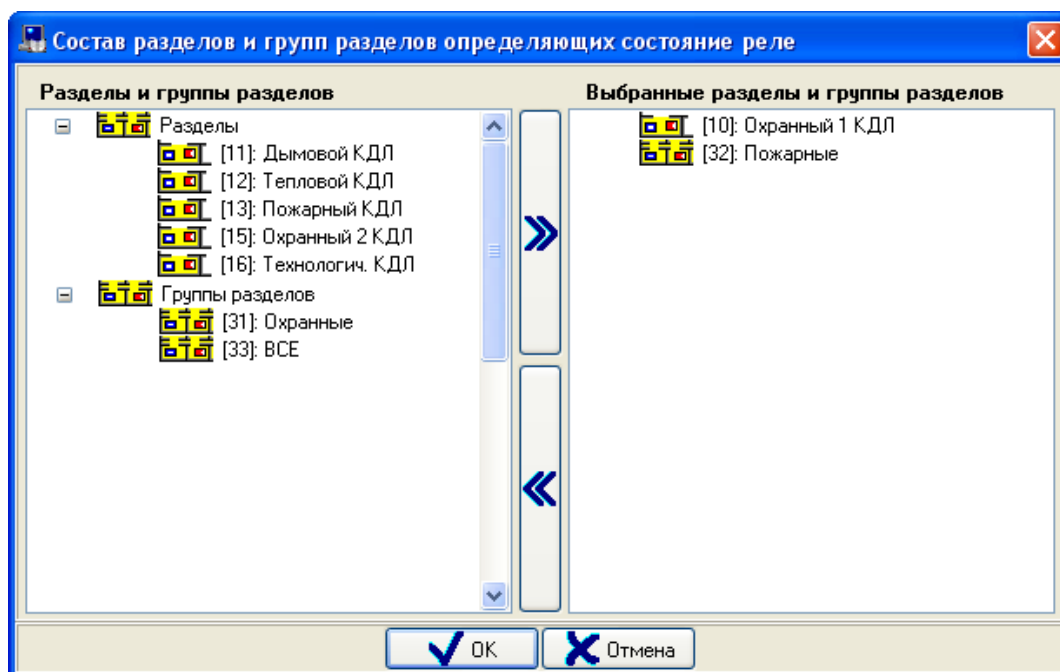 Состав разделов и групп разделов определяющих состояние реле
Разделы и группы разделов
Разделы
[11]: Дымовой КДЛ
[12]: Тепловой КДЛ
[13]: Пожарный КДЛ
[15]: Охранный 2 КДЛ
[16]: Технологич. КДЛ
Группы разделов
[31]: Охранные
[33]: ВСЕ
Выбранные разделы и группы разделов
[10]: Охранный 1 КДЛ
[32]: Пожарные
OK
Отмена